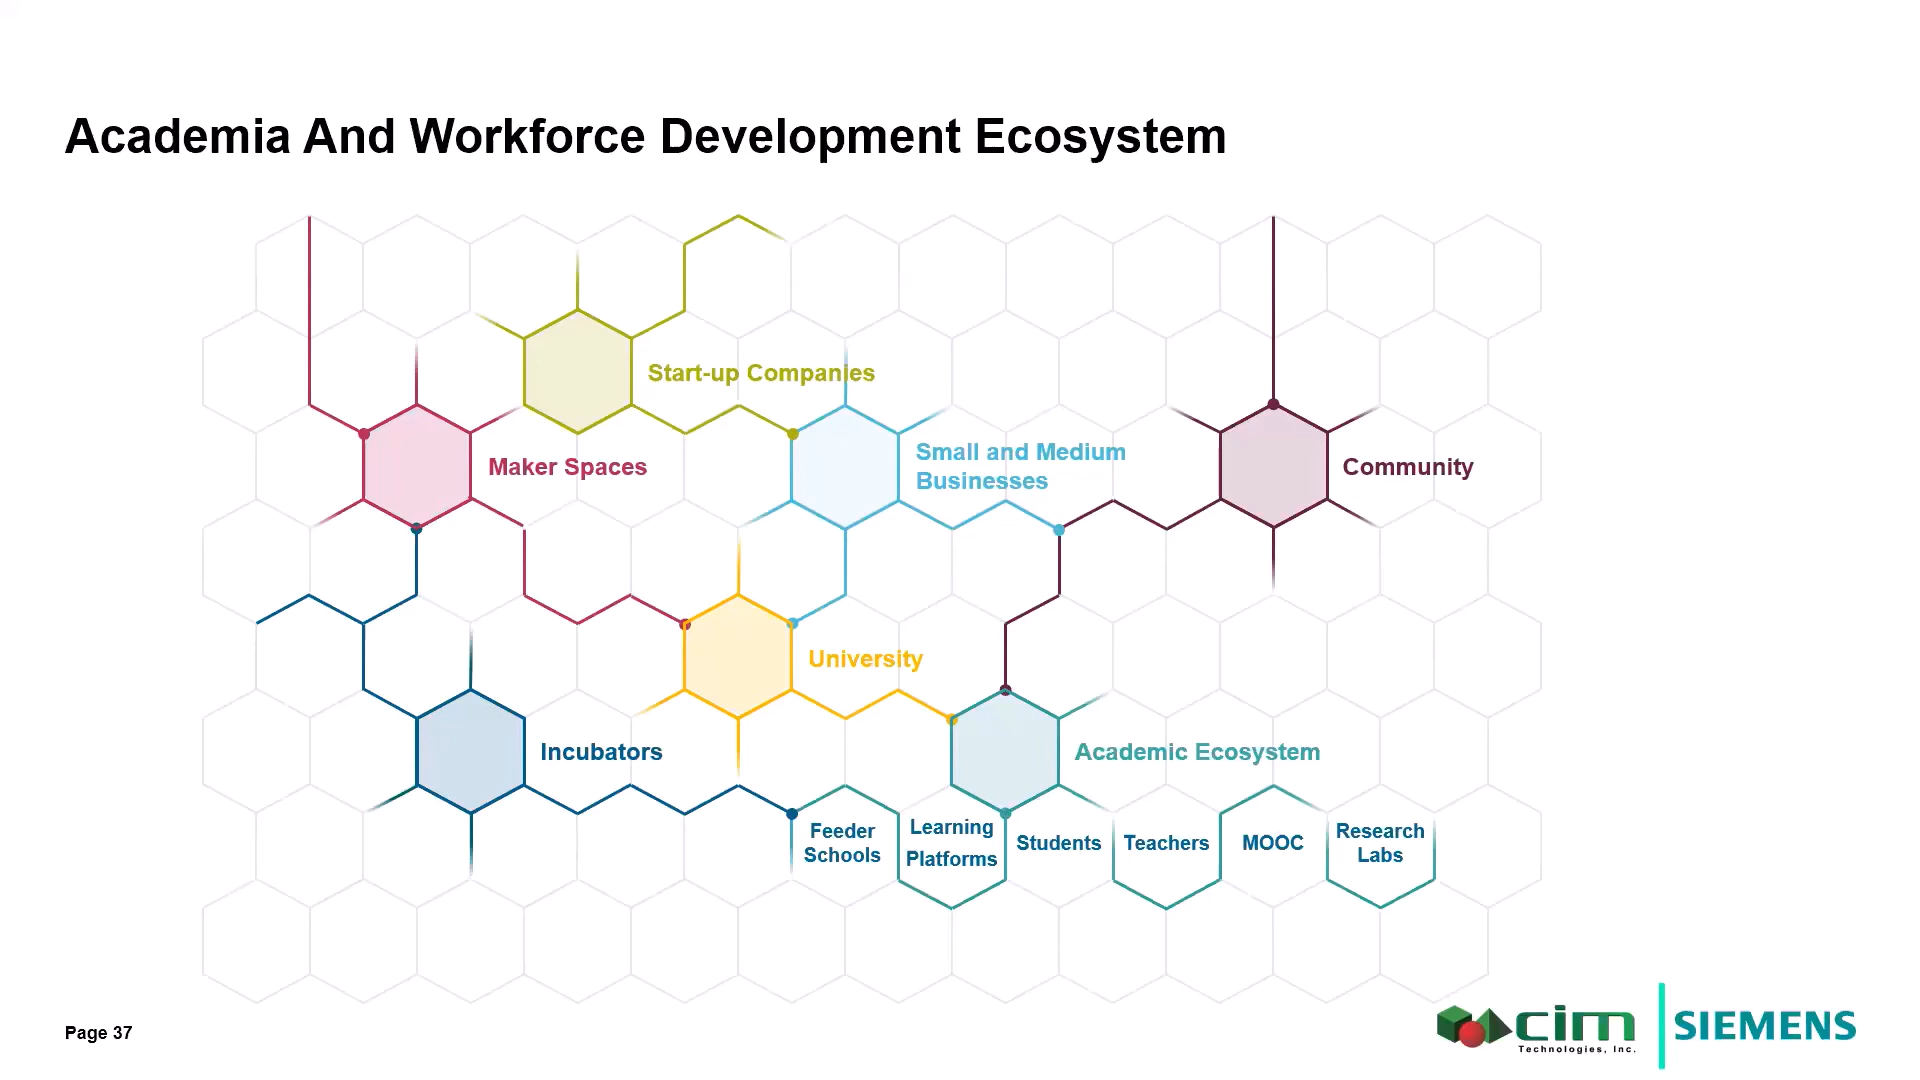 Academia And Workforce Development Ecosystem
Start-up Companies
Maker Spaces
Small and Medium
Businesses
Community
University
Incubators
Academic Ecosystem
Feeder
Schools
Learning
Platforms
Students
Teachers
MOOC
Research
Labs
Page 37
cim
Technologies, Inc.
SIEMENS